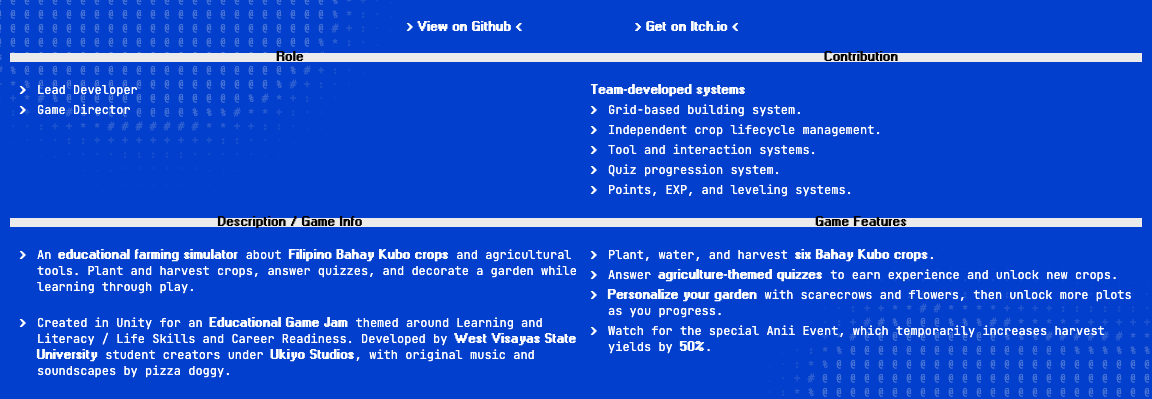 › View on Github ‹
› Get on Itch.io ‹
Role
› Lead Developer
› Game Director
Contribution
Team-developed systems
› Grid-based building system.
› Independent crop lifecycle management.
› Tool and interaction systems.
› Quiz progression system.
› Points, EXP, and leveling systems.
Description / Game Info
› An educational farming simulator about Filipino Bahay Kubo crops and agricultural
tools. Plant and harvest crops, answer quizzes, and decorate a garden while
learning through play.
› Created in Unity for an Educational Game Jam themed around Learning and
Literacy / Life Skills and Career Readiness. Developed by West Visayas State
University student creators under Ukiyo Studios, with original music and
soundscapes by pizza doggy.
Game Features
› Plant, water, and harvest six Bahay Kubo crops.
› Answer agriculture-themed quizzes to earn experience and unlock new crops.
› Personalize your garden with scarecrows and flowers, then unlock more plots
as you progress.
› Watch for the special Anii Event, which temporarily increases harvest
yields by 50%.